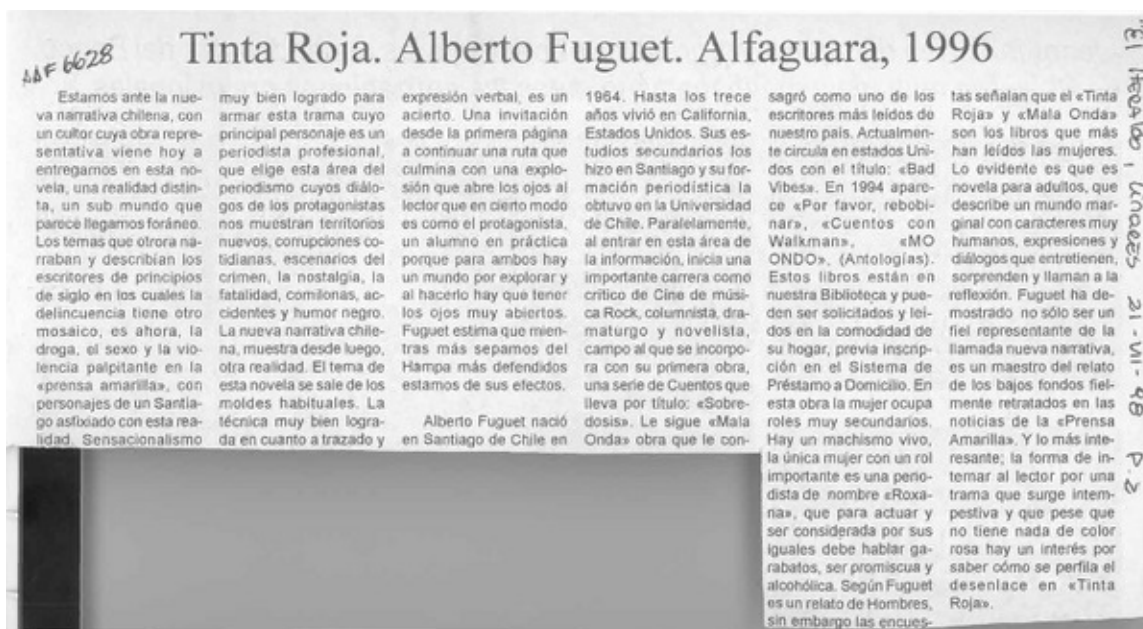 AAF 6628
Tinta Roja. Alberto Fuguet. Alfaguara, 1996
Estamos ante la nue-
va narrativa chilena, con
un cultor cuya obra repre-
sentativa viene hoy a
entregarnos en esta no-
vela, una realidad distin-
ta, un sub mundo que
parece llegarnos foráneo.
Los temas que otrora na-
rraban y describían los
escritores de principios
de siglo en los cuales la
delincuencia tiene otro
mosaico, es ahora, la
droga, el sexo y la vio-
lencia palpitante en la
«prensa amarilla», con
personajes de un Santia-
go asfixiado con esta rea-
lidad. Sensacionalismo
muy bien logrado para
armar esta trama cuyo
principal personaje es un
periodista profesional,
que elige esta área del
periodismo cuyos diálo-
gos de los protagonistas
nos muestran territorios
nuevos, corrupciones co-
tidianas, escenarios del
crimen, la nostalgia, la
fatalidad, comilonas, ac-
cidentes y humor negro.
La nueva narrativa chile-
na, muestra desde luego,
otra realidad. El tema de
esta novela se sale de los
moldes habituales. La
técnica muy bien logra-
da en cuanto a trazado y
expresión verbal, es un
acierto. Una invitación
desde la primera página
a continuar una ruta que
culmina con una explo-
sión que abre los ojos al
lector que en cierto modo
es como el protagonista,
un alumno en práctica
porque para ambos hay
un mundo por explorar y
al hacerlo hay que tener
los ojos muy abiertos.
Fuguet estima que mien-
tras más sepamos del
Hampa más defendidos
estamos de sus efectos.
Alberto Fuguet nació
en Santiago de Chile en
1964. Hasta los trece
años vivió en California,
Estados Unidos. Sus es-
tudios secundarios los
hizo en Santiago y su for-
mación periodística la
obtuvo en la Universidad
de Chile. Paralelamente,
al entrar en esta área de
la información, inicia una
importante carrera como
crítico de Cine de músi-
ca Rock, columnista, dra-
maturgo y novelista,
campo al que se incorpo-
ra con su primera obra,
una serie de Cuentos que
lleva por título: «Sobre-
dosis». Le sigue «Mala
Onda» obra que le con-
sagró como uno de los
escritores más leídos de
nuestro país. Actualmen-
te circula en estados Uni-
dos con el título: «Bad
Vibes». En 1994 apare-
ce «Por favor, rebobi-
nar», «Cuentos con
Walkman», «MO
ONDO», (Antologías).
Estos libros están en
nuestra Biblioteca y pue-
den ser solicitados y leí-
dos en la comodidad de
su hogar, previa inscrip-
ción en el Sistema de
Préstamo a Domicilio. En
esta obra la mujer ocupa
roles muy secundarios.
Hay un machismo vivo,
la única mujer con un rol
importante es una perio-
dista de nombre «Roxa-
na», que para actuar y
ser considerada por sus
iguales debe hablar ga-
rabatos, ser promiscua y
alcohólica. Según Fuguet
es un relato de Hombres,
sin embargo las encues-
tas señalan que el «Tinta
Roja» y «Mala Onda»
son los libros que más
han leídos las mujeres.
Lo evidente es que es
novela para adultos, que
describe un mundo mar-
ginal con caracteres muy
humanos, expresiones y
diálogos que entretienen,
sorprenden y llaman a la
reflexión. Fuguet ha de-
mostrado no sólo ser un
fiel representante de la
llamada nueva narrativa,
es un maestro del relato
de los bajos fondos fiel-
mente retratados en las
noticias de la «Prensa
Amarilla». Y lo más inte-
resante; la forma de in-
ternar al lector por una
trama que surge intem-
pestiva y que pese que
no tiene nada de color
rosa hay un interés por
saber cómo se perfila el
desenlace en «Tinta
Roja».
El Heraldo, Linares 21-VII-98 P.2